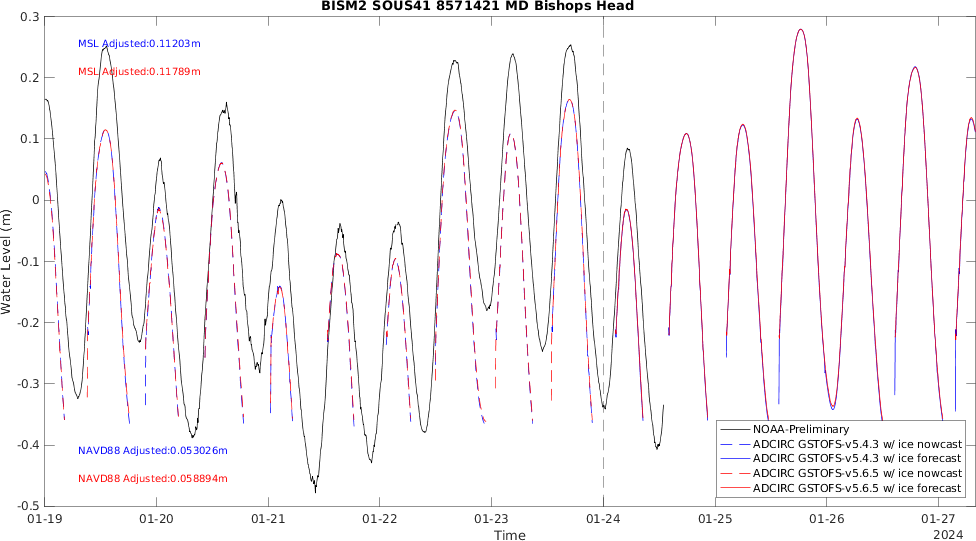 BISM2 SOUS41 8571421 MD Bishops Head
MSL Adjusted:0.11203m
MSL Adjusted:0.11789m
NAVD88 Adjusted:0.053026m
NAVD88 Adjusted:0.058894m
Water Level (m)
0.3
0.2
0.1
0
-0.1
-0.2
-0.3
-0.4
-0.5
NOAA-Preliminary
ADCIRC GSTOFS-v5.4.3 w/ ice nowcast
ADCIRC GSTOFS-v5.4.3 w/ ice forecast
ADCIRC GSTOFS-v5.6.5 w/ ice nowcast
ADCIRC GSTOFS-v5.6.5 w/ ice forecast
01-19 01-20 01-21 01-22 01-23 01-24 01-25 01-26 01-27
Time
2024